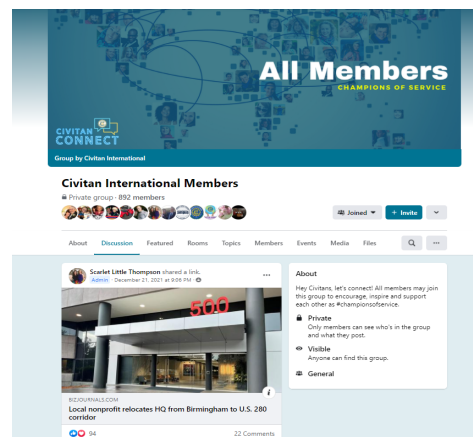 All Members
CHAMPIONS OF SERVICE
CIVITAN
CONNECT
Group by Civitan International
Civitan International Members
Private group · 892 members
Joined
+ Invite
About Discussion Featured Rooms Topics Members Events Media Files
Scarlet Little Thompson shared a link.
Admin · December 21, 2021 at 9:06 PM ·
500
BIZJOURNALS.COM
Local nonprofit relocates HQ from Birmingham to U.S. 280
corridor
94 22 Comments
About
Hey Civitans, let's connect! All members may join
this group to encourage, inspire and support
each other as #championsofservice.
Private
Only members can see who's in the group
and what they post.
Visible
Anyone can find this group.
General